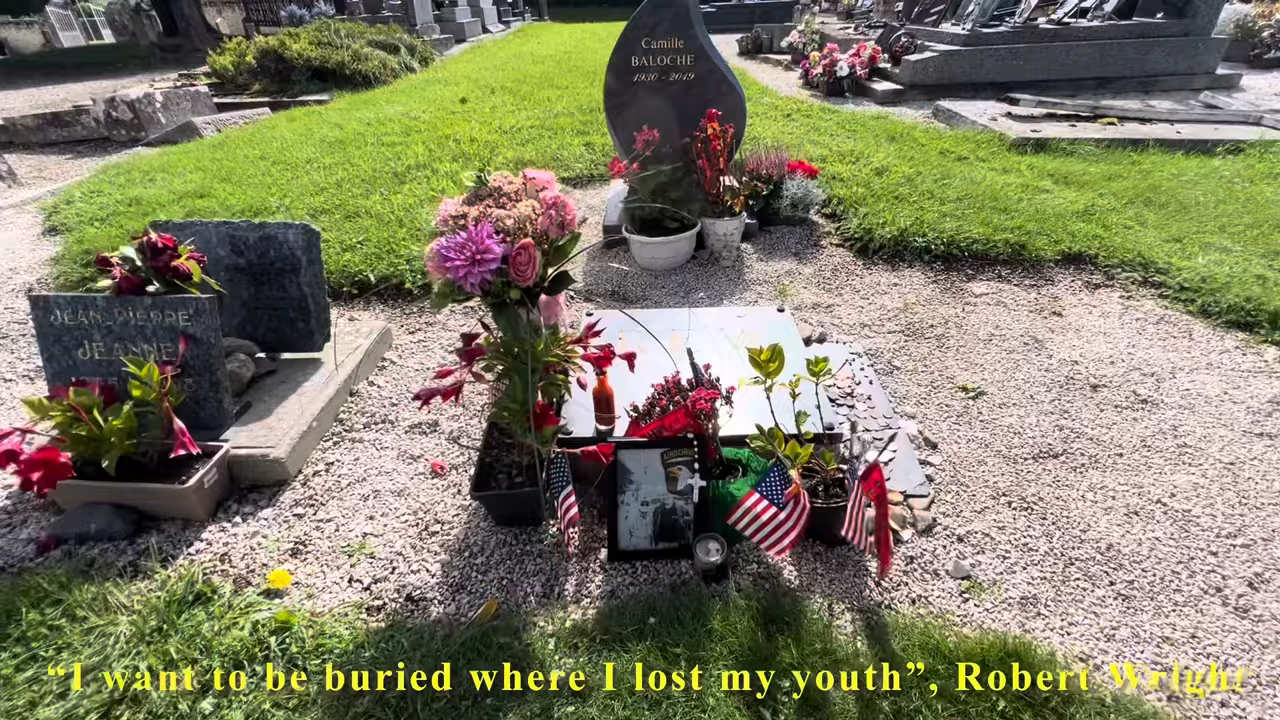 Camille
BALOCHE
1930 - 2019
JEAN-PIERRE
JEANNE
AIRBORNE
“I want to be buried where I lost my youth”, Robert Wright